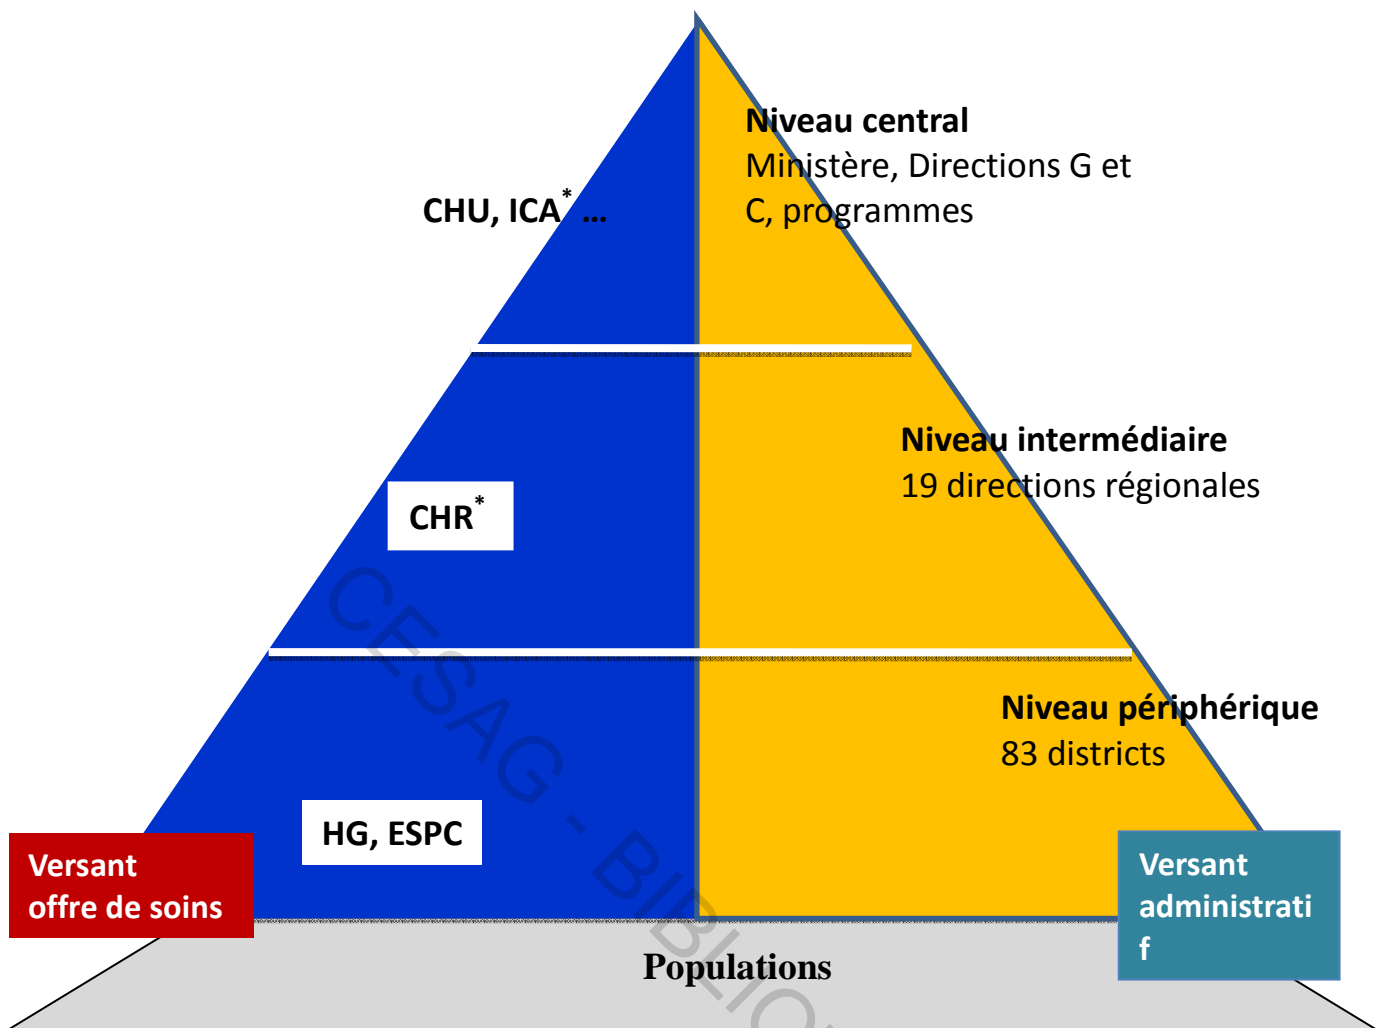 Niveau central
Ministère, Directions G et
C, programmes
CHU, ICA* ...
Niveau intermédiaire
19 directions régionales
CHR*
Niveau périphérique
83 districts
HG, ESPC
Versant
offre de soins
Versant
administrati
f
Populations
CESAG - BIBLIO